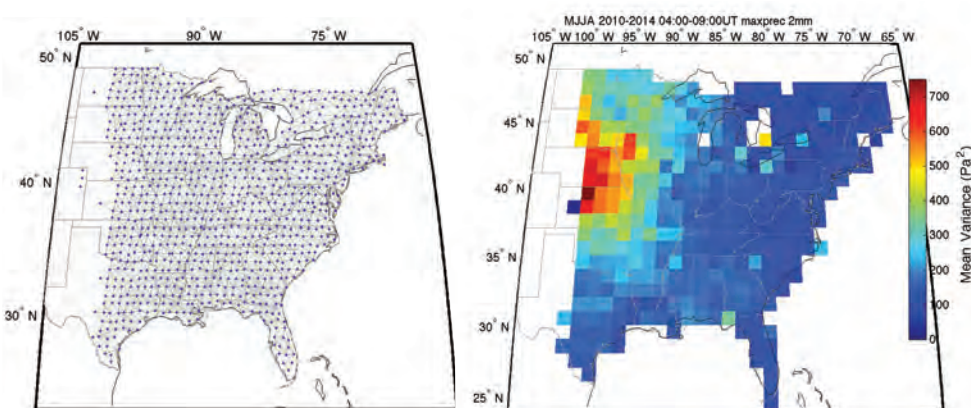 105° W 90° W 75° W
50° N
40° N
30° N
MJJA 2010-2014 04:00-09:00UT maxprec 2mm
105° W 100° W 95° W 90° W 85° W 80° W 75° W 70° W 65° W
50° N
45° N
40° N
35° N
30° N
25° N
700
600
500
400
300
200
100
0
Mean Variance (Pa²)